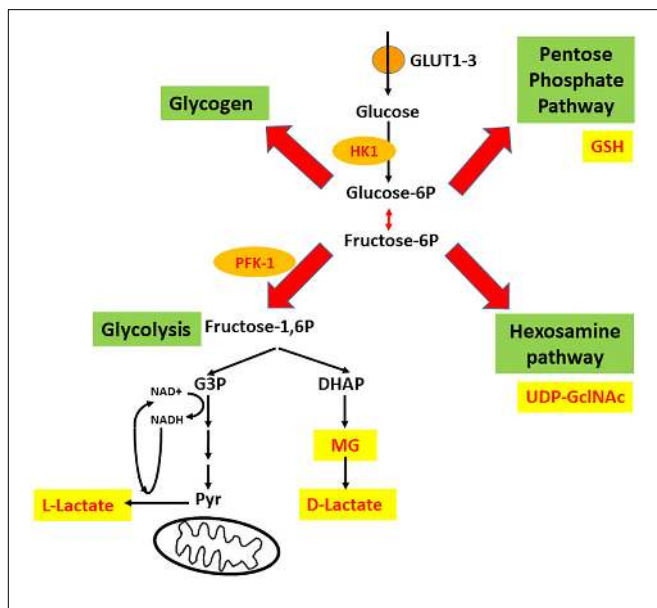 GLUT1-3
Pentose
Phosphate
Pathway
Glycogen
Glucose
GSH
HK1
Glucose-6P
Fructose-6P
PFK-1
Glycolysis
Fructose-1,6P
Hexosamine
pathway
G3P
DHAP
NAD+
NADH
UDP-GclNAc
MG
L-Lactate
Pyr
D-Lactate